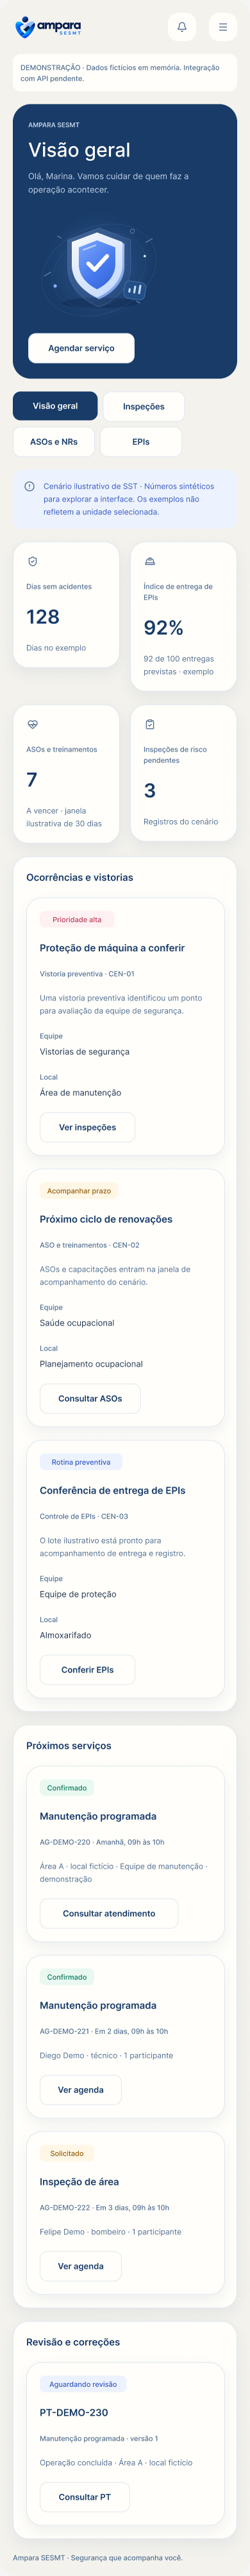 ampara
SESMT
DEMONSTRAÇÃO · Dados fictícios em memória. Integração
com API pendente.
AMPARA SESMT
Visão geral
Olá, Marina. Vamos cuidar de quem faz a
operação acontecer.
Agendar serviço
Visão geral
Inspeções
ASOs e NRs
EPIs
Cenário ilustrativo de SST · Números sintéticos
para explorar a interface. Os exemplos não
refletem a unidade selecionada.
Dias sem acidentes
128
Dias no exemplo
Índice de entrega de
EPIs
92%
92 de 100 entregas
previstas · exemplo
ASOs e treinamentos
7
A vencer · janela
ilustrativa de 30 dias
Inspeções de risco
pendentes
3
Registros do cenário
Ocorrências e vistorias
Prioridade alta
Proteção de máquina a conferir
Vistoria preventiva · CEN-01
Uma vistoria preventiva identificou um ponto
para avaliação da equipe de segurança.
Equipe
Vistorias de segurança
Local
Área de manutenção
Ver inspeções
Acompanhar prazo
Próximo ciclo de renovações
ASO e treinamentos · CEN-02
ASOs e capacitações entram na janela de
acompanhamento do cenário.
Equipe
Saúde ocupacional
Local
Planejamento ocupacional
Consultar ASOs
Rotina preventiva
Conferência de entrega de EPIs
Controle de EPIs · CEN-03
O lote ilustrativo está pronto para
acompanhamento de entrega e registro.
Equipe
Equipe de proteção
Local
Almoxarifado
Conferir EPIs
Próximos serviços
Confirmado
Manutenção programada
AG-DEMO-220 · Amanhã, 09h às 10h
Área A · local fictício · Equipe de manutenção ·
demonstração
Consultar atendimento
Confirmado
Manutenção programada
AG-DEMO-221 · Em 2 dias, 09h às 10h
Diego Demo · técnico · 1 participante
Ver agenda
Solicitado
Inspeção de área
AG-DEMO-222 · Em 3 dias, 09h às 10h
Felipe Demo · bombeiro · 1 participante
Ver agenda
Revisão e correções
Aguardando revisão
PT-DEMO-230
Manutenção programada · versão 1
Operação concluída · Área A · local fictício
Consultar PT
Ampara SESMT · Segurança que acompanha você.